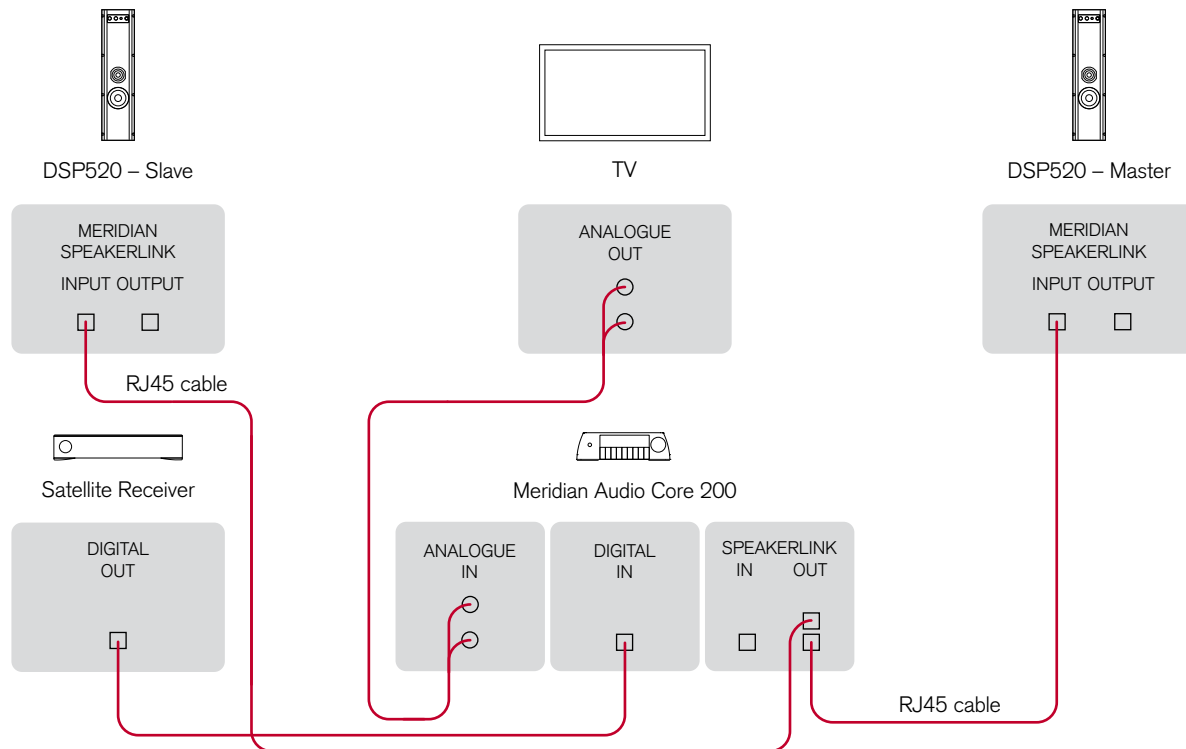 DSP520 – Slave
TV
DSP520 – Master
MERIDIAN
SPEAKERLINK
INPUT OUTPUT
ANALOGUE
OUT
MERIDIAN
SPEAKERLINK
INPUT OUTPUT
RJ45 cable
Satellite Receiver
Meridian Audio Core 200
DIGITAL
OUT
ANALOGUE
IN
DIGITAL
IN
SPEAKERLINK
IN OUT
RJ45 cable